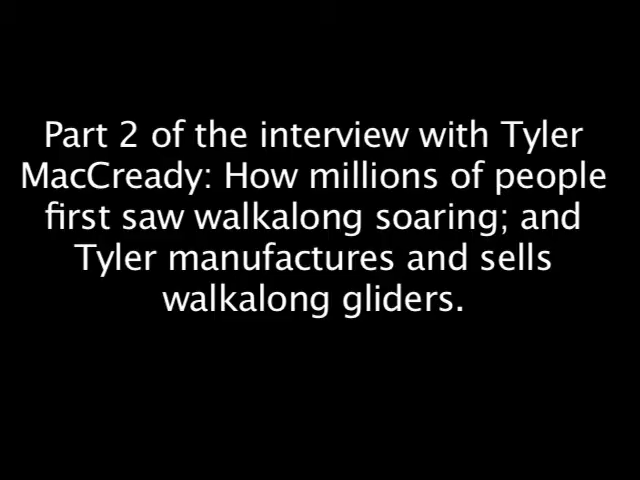 Part 2 of the interview with Tyler
MacCready: How millions of people
first saw walkalong soaring; and
Tyler manufactures and sells
walkalong gliders.